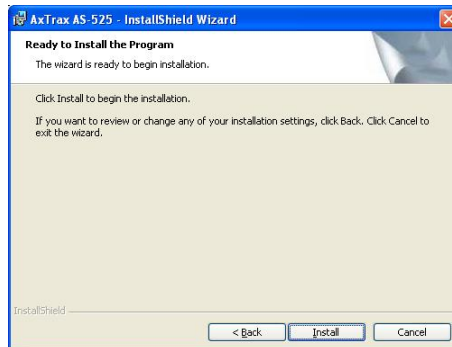 AxTrax AS-525 - InstallShield Wizard
Ready to Install the Program
The wizard is ready to begin installation.
Click Install to begin the installation.
If you want to review or change any of your installation settings, click Back. Click Cancel to
exit the wizard.
InstallShield
< Back Install Cancel